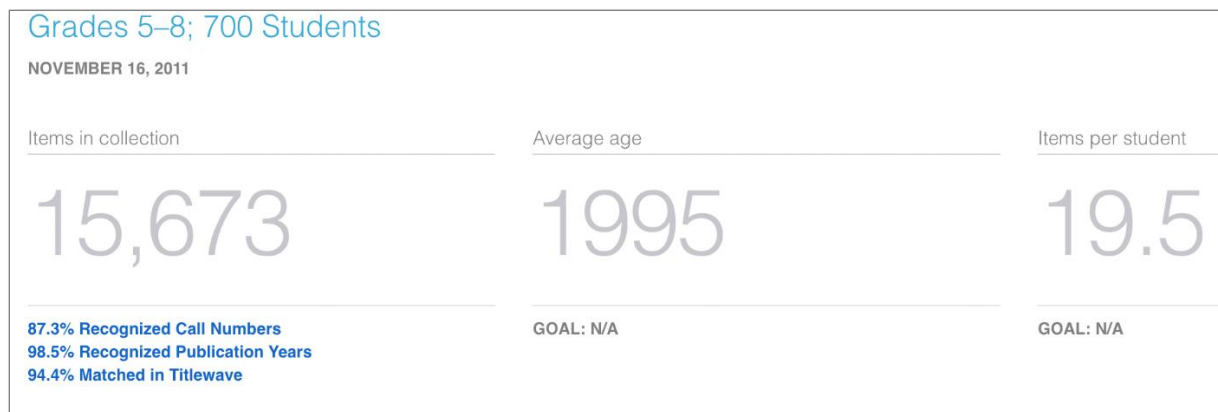 Grades 5–8; 700 Students
NOVEMBER 16, 2011
Items in collection
15,673
87.3% Recognized Call Numbers
98.5% Recognized Publication Years
94.4% Matched in Titlewave
Average age
1995
GOAL: N/A
Items per student
19.5
GOAL: N/A